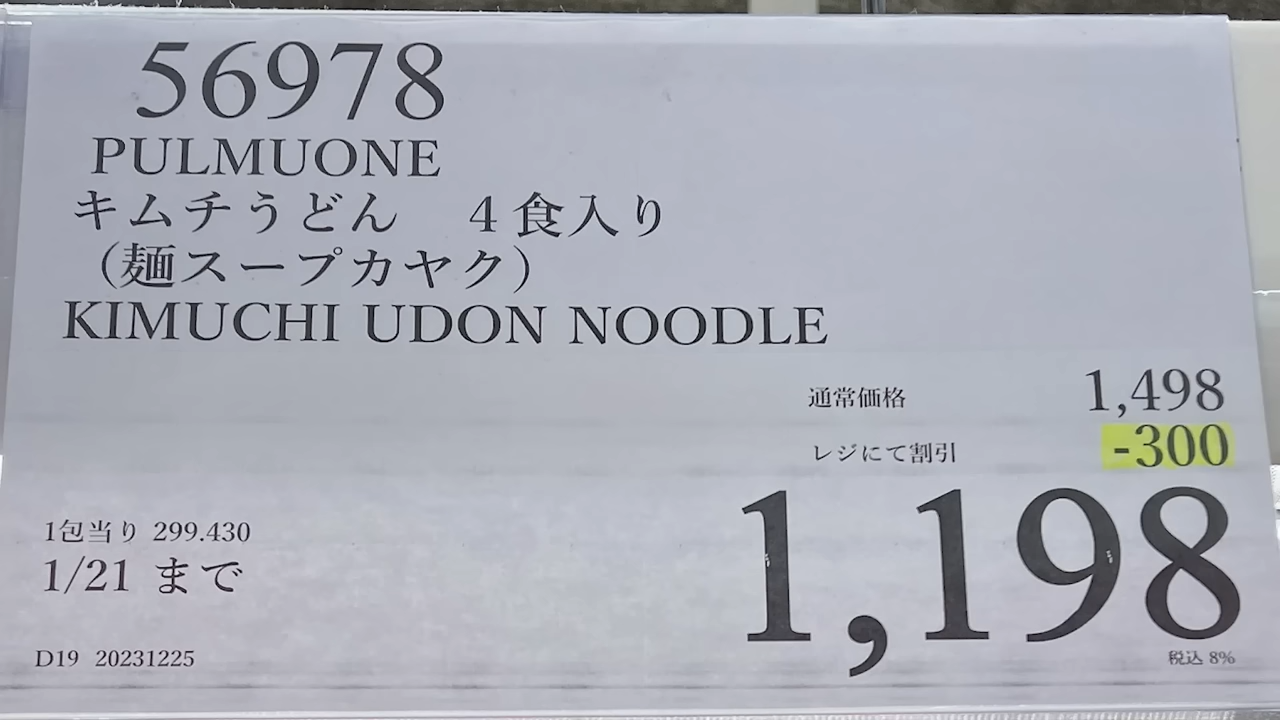 56978
PULMUONE
キムチうどん　４食入り
（麺スープカヤク）
KIMUCHI UDON NOODLE
通常価格 1,498
レジにて割引 -300
1,198
税込 8%
1包当り 299.430
1/21 まで
D19 20231225